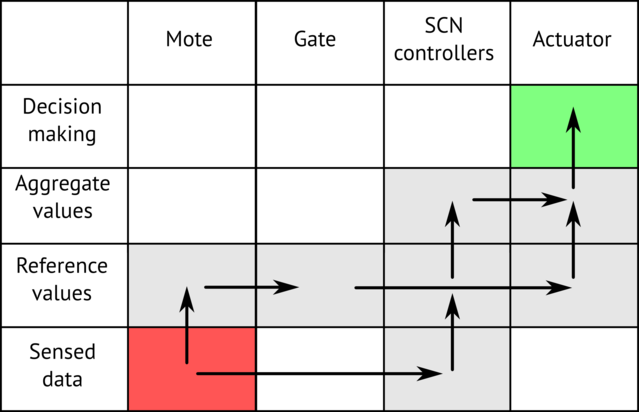 Mote
Gate
SCN
controllers
Actuator
Decision
making
Aggregate
values
Reference
values
Sensed
data